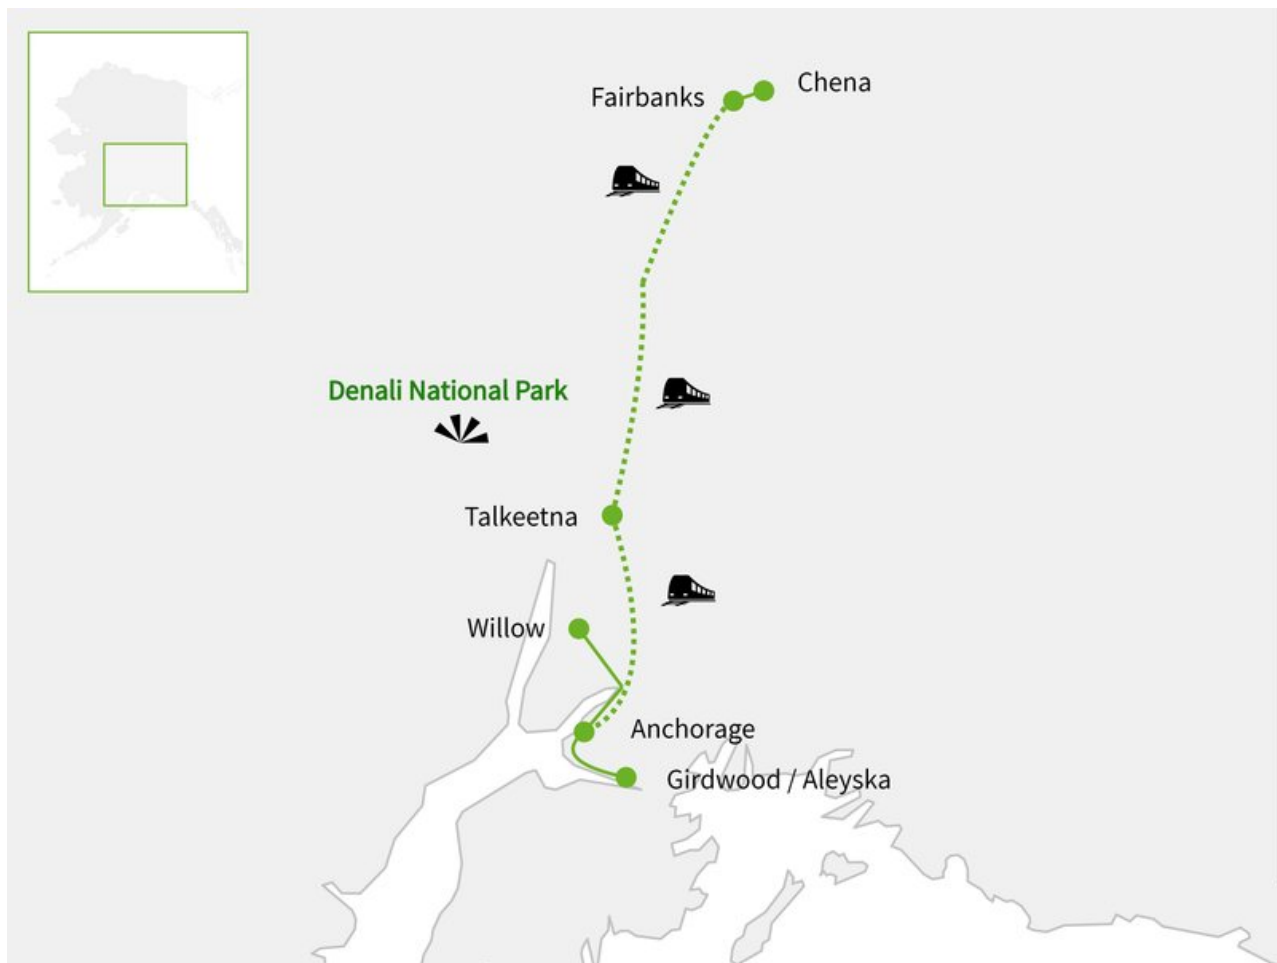 Chena
Fairbanks
Denali National Park
Talkeetna
Willow
Anchorage
Girdwood / Aleyska